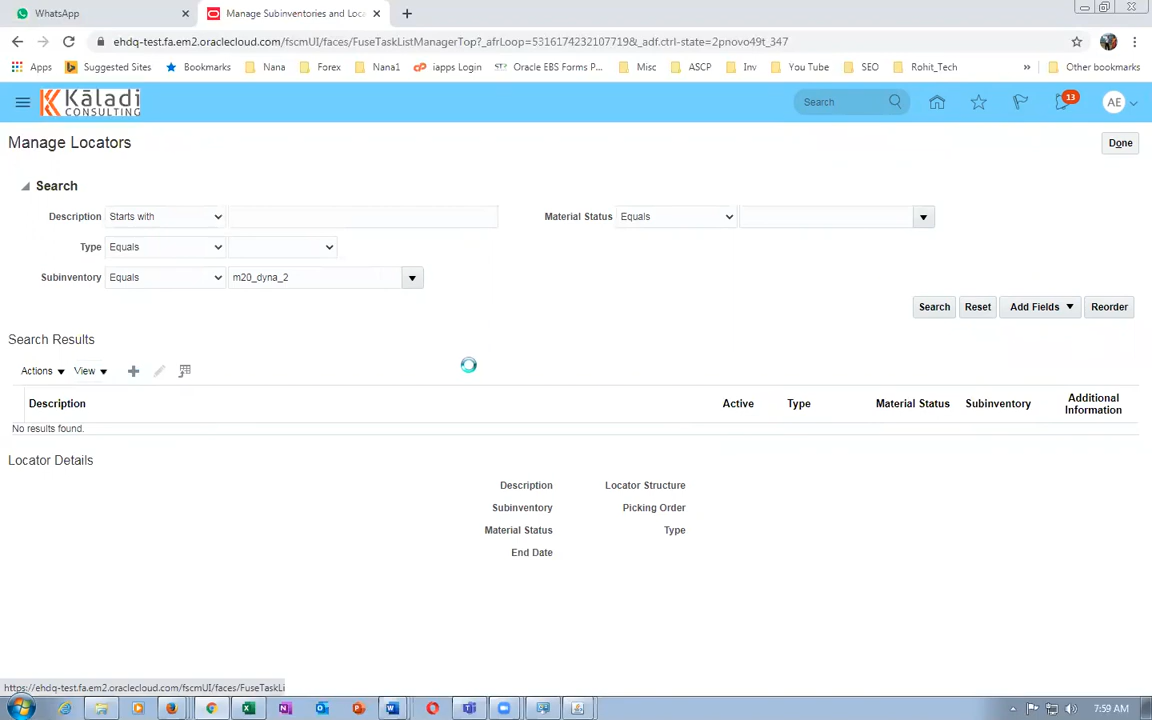 WhatsApp
Manage Subinventories and Loca
ehdq-test.fa.em2.oraclecloud.com/fscmUI/faces/FuseTaskListManagerTop?_afrLoop=5316174232107719&_adf.ctrl-state=2pnovo49t_347
Apps Suggested Sites Bookmarks Nana Forex Nana1 iapps Login Oracle EBS Forms P... Misc ASCP Inv You Tube SEO Rohit_Tech » Other bookmarks
Kāladi
CONSULTING
Search
13
AE
Manage Locators
Done
Search
Description Starts with Material Status Equals
Type Equals
Subinventory Equals m20_dyna_2
Search Reset Add Fields Reorder
Search Results
Actions View
Description Active Type Material Status Subinventory Additional Information
No results found.
Locator Details
Description Locator Structure
Subinventory Picking Order
Material Status Type
End Date
https://ehdq-test.fa.em2.oraclecloud.com/fscmUI/faces/FuseTaskLi
7:59 AM